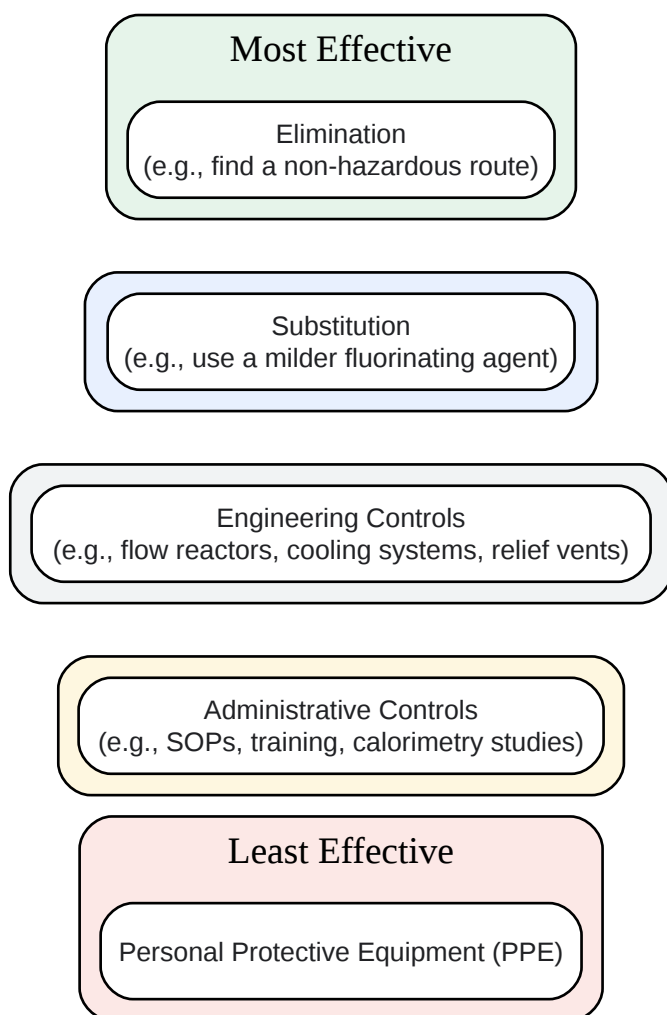 Most Effective
Elimination
(e.g., find a non-hazardous route)
Substitution
(e.g., use a milder fluorinating agent)
Engineering Controls
(e.g., flow reactors, cooling systems, relief vents)
Administrative Controls
(e.g., SOPs, training, calorimetry studies)
Least Effective
Personal Protective Equipment (PPE)